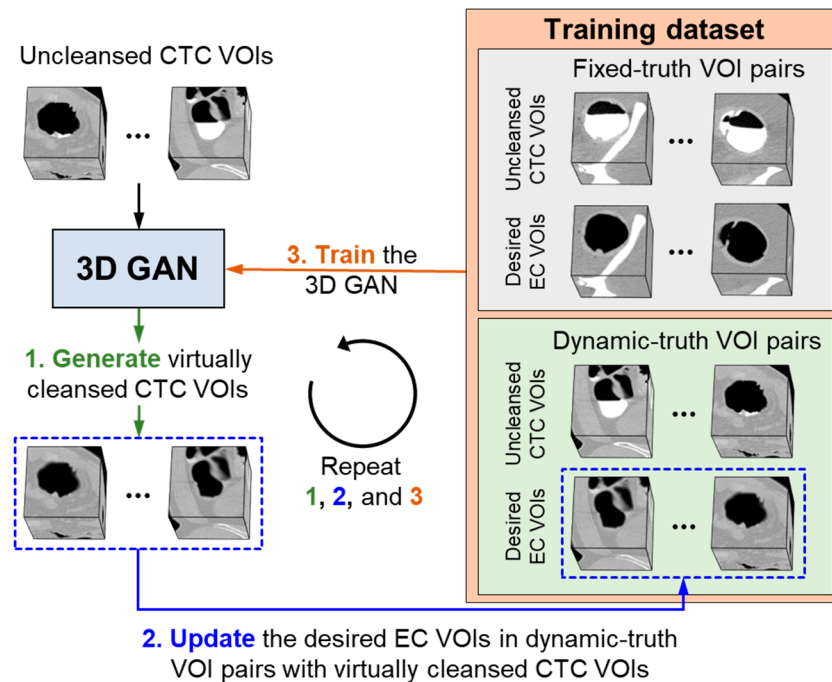 Training dataset
Uncleansed CTC VOIs
...
3D GAN
1. Generate virtually
cleansed CTC VOIs
...
3. Train the
3D GAN
Repeat
1, 2, and 3
Fixed-truth VOI pairs
Uncleansed
CTC VOIs
...
Desired
EC VOIs
...
Dynamic-truth VOI pairs
Uncleansed
CTC VOIs
...
Desired
EC VOIs
...
2. Update the desired EC VOIs in dynamic-truth
VOI pairs with virtually cleansed CTC VOIs